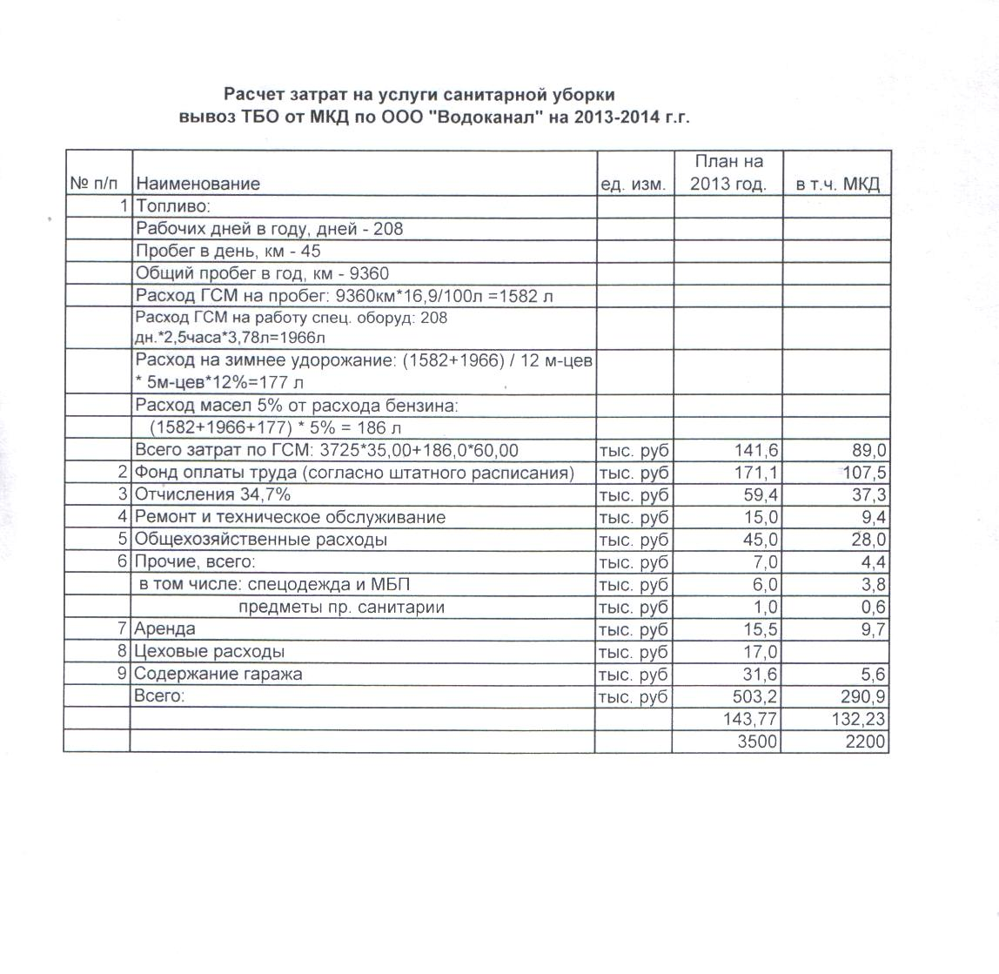 Расчет затрат на услуги санитарной уборки
вывоз ТБО от МКД по ООО "Водоканал" на 2013-2014 г.г.
№ п/п Наименование ед. изм. План на 2013 год. в т.ч. МКД
1 Топливо:
Рабочих дней в году, дней - 208
Пробег в день, км - 45
Общий пробег в год, км - 9360
Расход ГСМ на пробег: 9360км*16,9/100л =1582 л
Расход ГСМ на работу спец. оборуд: 208
дн.*2,5часа*3,78л=1966л
Расход на зимнее удорожание: (1582+1966) / 12 м-цев
* 5м-цев*12%=177 л
Расход масел 5% от расхода бензина:
(1582+1966+177) * 5% = 186 л
Всего затрат по ГСМ: 3725*35,00+186,0*60,00 тыс. руб 141,6 89,0
2 Фонд оплаты труда (согласно штатного расписания) тыс. руб 171,1 107,5
3 Отчисления 34,7% тыс. руб 59,4 37,3
4 Ремонт и техническое обслуживание тыс. руб 15,0 9,4
5 Общехозяйственные расходы тыс. руб 45,0 28,0
6 Прочие, всего: тыс. руб 7,0 4,4
в том числе: спецодежда и МБП тыс. руб 6,0 3,8
предметы пр. санитарии тыс. руб 1,0 0,6
7 Аренда тыс. руб 15,5 9,7
8 Цеховые расходы тыс. руб 17,0
9 Содержание гаража тыс. руб 31,6 5,6
Всего: тыс. руб 503,2 290,9
143,77 132,23
3500 2200